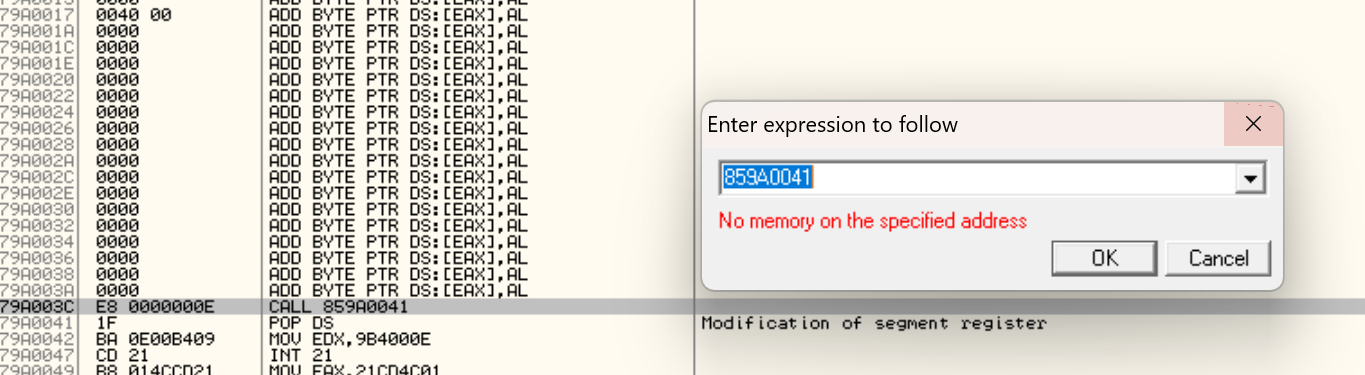 79A0017 0040 00 ADD BYTE PTR DS:[EAX],AL
79A001A 0000 ADD BYTE PTR DS:[EAX],AL
79A001C 0000 ADD BYTE PTR DS:[EAX],AL
79A001E 0000 ADD BYTE PTR DS:[EAX],AL
79A0020 0000 ADD BYTE PTR DS:[EAX],AL
79A0022 0000 ADD BYTE PTR DS:[EAX],AL
79A0024 0000 ADD BYTE PTR DS:[EAX],AL
79A0026 0000 ADD BYTE PTR DS:[EAX],AL
79A0028 0000 ADD BYTE PTR DS:[EAX],AL
79A002A 0000 ADD BYTE PTR DS:[EAX],AL
79A002C 0000 ADD BYTE PTR DS:[EAX],AL
79A002E 0000 ADD BYTE PTR DS:[EAX],AL
79A0030 0000 ADD BYTE PTR DS:[EAX],AL
79A0032 0000 ADD BYTE PTR DS:[EAX],AL
79A0034 0000 ADD BYTE PTR DS:[EAX],AL
79A0036 0000 ADD BYTE PTR DS:[EAX],AL
79A0038 0000 ADD BYTE PTR DS:[EAX],AL
79A003A 0000 ADD BYTE PTR DS:[EAX],AL
79A003C E8 0000000E CALL 859A0041
79A0041 1F POP DS Modification of segment register
79A0042 BA 0E00B409 MOV EDX,9B4000E
79A0047 CD 21 INT 21
79A0049 B8 014CCD21 MOV EAX,21CD4C01
Enter expression to follow
859A0041
No memory on the specified address
OK Cancel